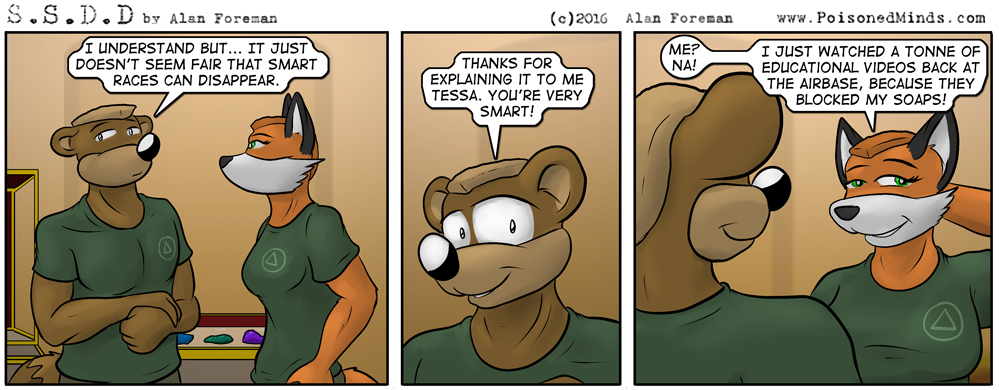 S.S.D.D by Alan Foreman (c)2016 Alan Foreman www.PoisonedMinds.com
I UNDERSTAND BUT... IT JUST
DOESN'T SEEM FAIR THAT SMART
RACES CAN DISAPPEAR.
THANKS FOR
EXPLAINING IT TO ME
TESSA. YOU'RE VERY
SMART!
ME?
NA!
I JUST WATCHED A TONNE OF
EDUCATIONAL VIDEOS BACK AT
THE AIRBASE, BECAUSE THEY
BLOCKED MY SOAPS!